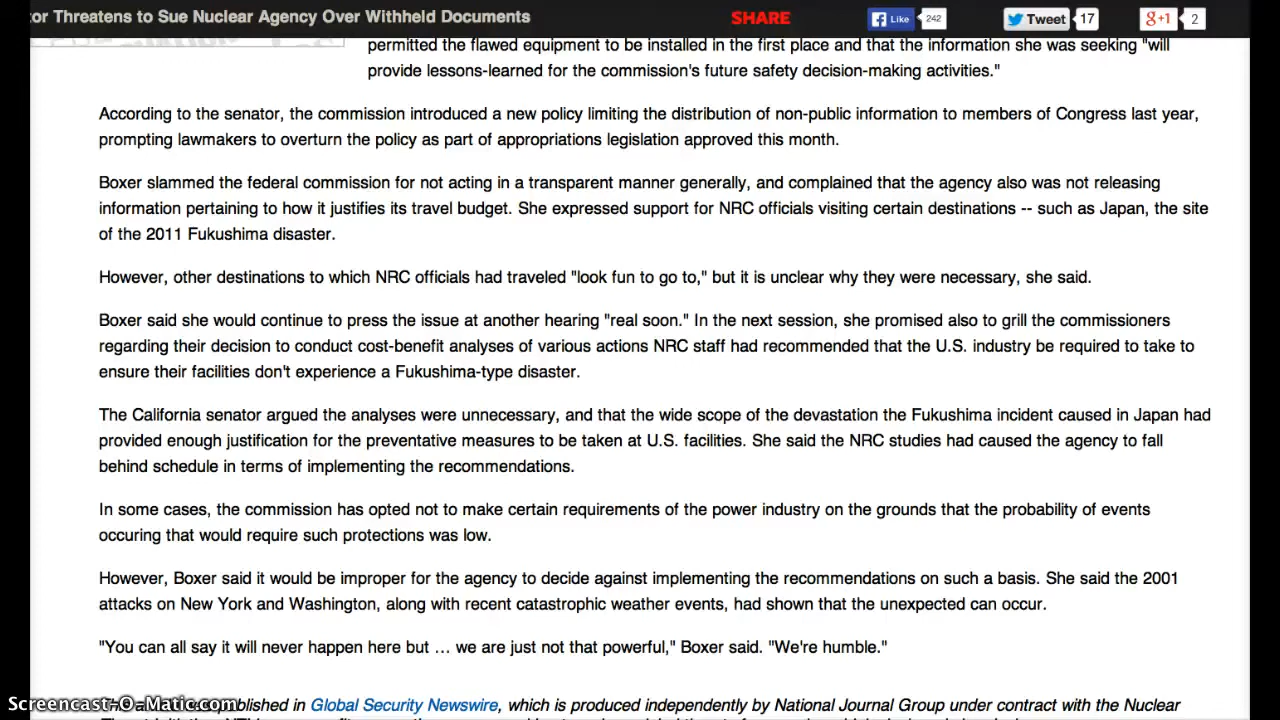 tor Threatens to Sue Nuclear Agency Over Withheld Documents
SHARE
Like
242
Tweet
17
g+1
2
permitted the flawed equipment to be installed in the first place and that the information she was seeking "will
provide lessons-learned for the commission's future safety decision-making activities."
According to the senator, the commission introduced a new policy limiting the distribution of non-public information to members of Congress last year,
prompting lawmakers to overturn the policy as part of appropriations legislation approved this month.
Boxer slammed the federal commission for not acting in a transparent manner generally, and complained that the agency also was not releasing
information pertaining to how it justifies its travel budget. She expressed support for NRC officials visiting certain destinations -- such as Japan, the site
of the 2011 Fukushima disaster.
However, other destinations to which NRC officials had traveled "look fun to go to," but it is unclear why they were necessary, she said.
Boxer said she would continue to press the issue at another hearing "real soon." In the next session, she promised also to grill the commissioners
regarding their decision to conduct cost-benefit analyses of various actions NRC staff had recommended that the U.S. industry be required to take to
ensure their facilities don't experience a Fukushima-type disaster.
The California senator argued the analyses were unnecessary, and that the wide scope of the devastation the Fukushima incident caused in Japan had
provided enough justification for the preventative measures to be taken at U.S. facilities. She said the NRC studies had caused the agency to fall
behind schedule in terms of implementing the recommendations.
In some cases, the commission has opted not to make certain requirements of the power industry on the grounds that the probability of events
occuring that would require such protections was low.
However, Boxer said it would be improper for the agency to decide against implementing the recommendations on such a basis. She said the 2001
attacks on New York and Washington, along with recent catastrophic weather events, had shown that the unexpected can occur.
"You can all say it will never happen here but … we are just not that powerful," Boxer said. "We're humble."
Screencast-O-Matic.com
published in Global Security Newswire, which is produced independently by National Journal Group under contract with the Nuclear